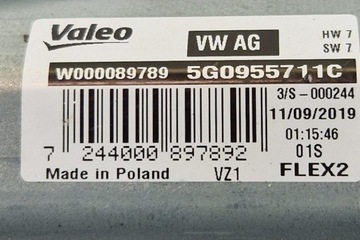 Valeo VW AG HW 7
SW 7
W000089789 5G0955711C
3/S-000244
11/09/2019
01:15:46
7 244000 897892 01S
Made in Poland VZ1 FLEX2